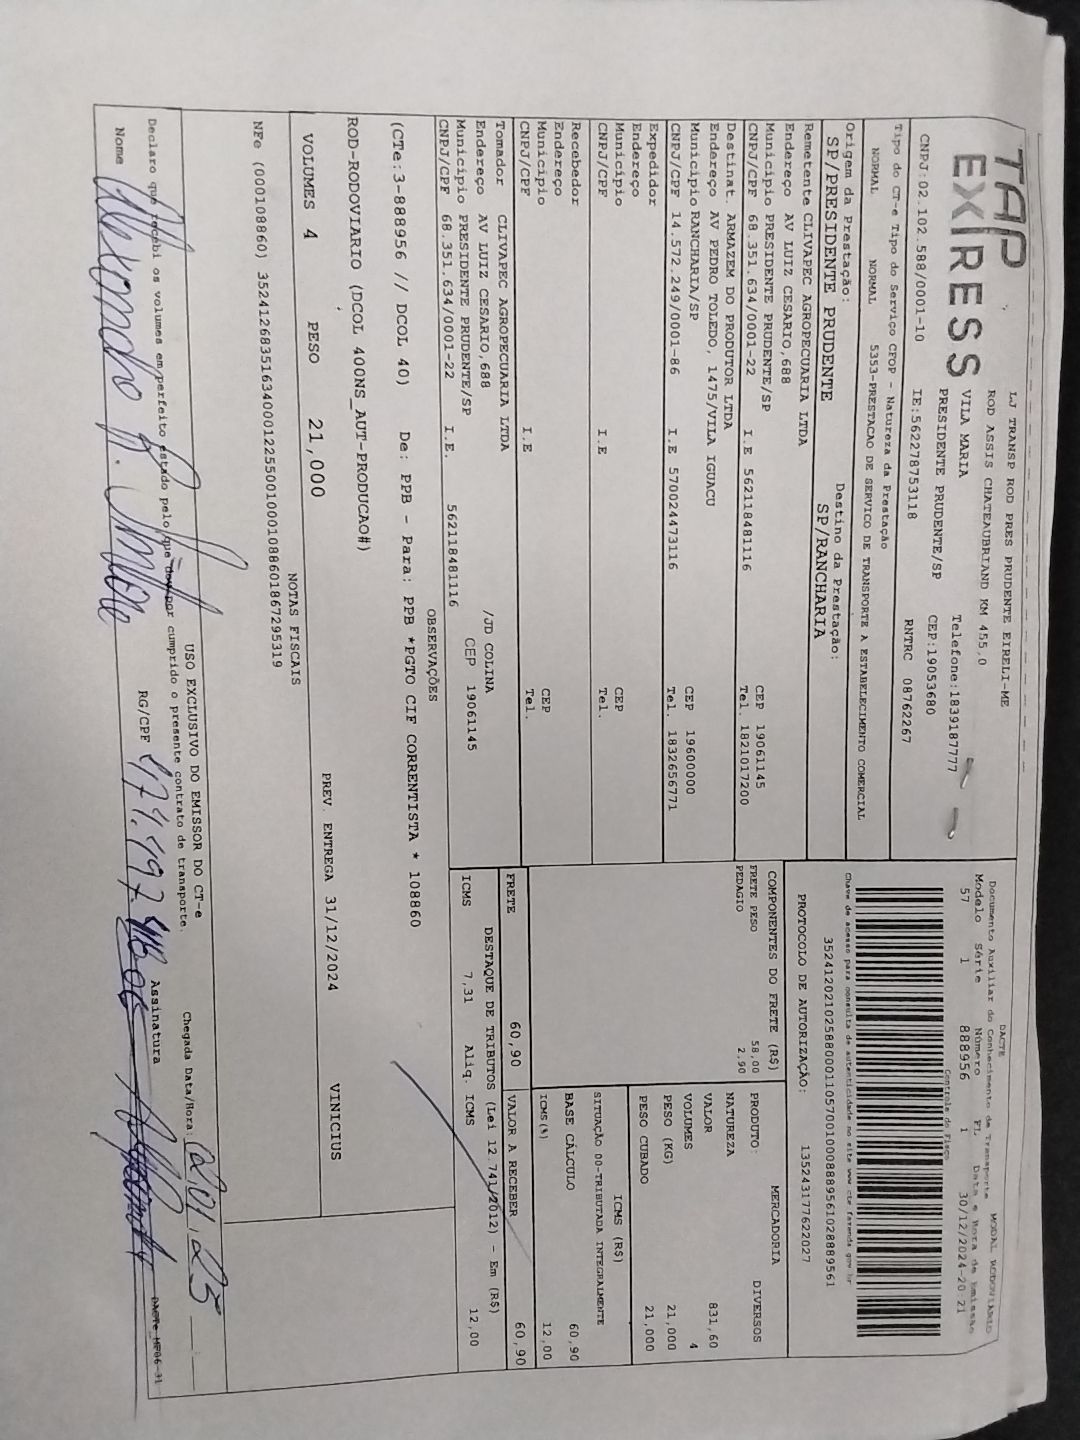 TAP
EXPRESS
LJ TRANSP ROD PRES PRUDENTE EIRELI-ME
ROD ASSIS CHATEAUBRIAND KM 455,0
VILA MARIA Telefone:1839187777
PRESIDENTE PRUDENTE/SP CEP:19053680
CNPJ:02.102.588/0001-10 IE:562278753118 RNTRC 08762267
DACTE
Documento Auxiliar do Conhecimento de Transporte MODAL RODOVIARIO
Modelo Série Número FL Data e Hora de Emissão
57 1 888956 1 30/12/2024-20 21
Controle do Fisco
Tipo do CT-e Tipo do Serviço CFOP - Natureza da Prestação
NORMAL NORMAL 5353-PRESTACAO DE SERVICO DE TRANSPORTE A ESTABELECIMENTO COMERCIAL
Chave de acesso para consulta de autenticidade no site www cte fazenda gov br
Origem da Prestação: Destino da Prestação:
SP/PRESIDENTE PRUDENTE SP/RANCHARIA
PROTOCOLO DE AUTORIZAÇÃO: 135243177622027
Remetente CLIVAPEC AGROPECUARIA LTDA
Endereço AV LUIZ CESARIO,688
Município PRESIDENTE PRUDENTE/SP CEP 19061145
CNPJ/CPF 68.351.634/0001-22 I.E 562118481116 Tel. 1821017200
Destinat. ARMAZEM DO PRODUTOR LTDA
Endereço AV PEDRO TOLEDO, 1475/VILA IGUACU
Município RANCHARIA/SP CEP 19600000
CNPJ/CPF 14.572.249/0001-86 I.E 570024473116 Tel. 1832656771
Expedidor
Endereço
Município CEP
CNPJ/CPF I.E Tel.
Recebedor
Endereço
Município CEP
CNPJ/CPF I.E Tel.
Tomador CLIVAPEC AGROPECUARIA LTDA
Endereço AV LUIZ CESARIO,688 /JD COLINA
Município PRESIDENTE PRUDENTE/SP CEP 19061145
CNPJ/CPF 68.351.634/0001-22 I.E. 562118481116
COMPONENTES DO FRETE (R$)
FRETE PESO 58,00
PEDAGIO 2,90
FRETE 60,90
MERCADORIA
PRODUTO: DIVERSOS
NATUREZA
VALOR 831,60
VOLUMES 4
PESO (KG) 21,000
PESO CUBADO 21,000
ICMS (R$)
SITUAÇÃO 00-TRIBUTADA INTEGRALMENTE
BASE CÁLCULO 60,90
ICMS(%) 12,00
VALOR A RECEBER 60,90
DESTAQUE DE TRIBUTOS (Lei 12.741/2012) - Em (R$)
ICMS 7,31 Aliq. ICMS 12,00
OBSERVAÇÕES
(CTe:3-888956 // DCOL 40) De: PPB - Para: PPB *PGTO CIF CORRENTISTA * 108860
ROD-RODOVIARIO (DCOL 400NS_AUT-PRODUCAO#)
VOLUMES 4 PESO 21,000 PREV. ENTREGA 31/12/2024 VINICIUS
NOTAS FISCAIS
NFe (000108860) 35241268351634000122550010001088601867295319
USO EXCLUSIVO DO EMISSOR DO CT-e
Declaro que recebi os volumes em perfeito estado pelo que dou por cumprido o presente contrato de transporte.
Chegada Data/Hora:
Nome RG/CPF Assinatura
DACTe_MP06-31